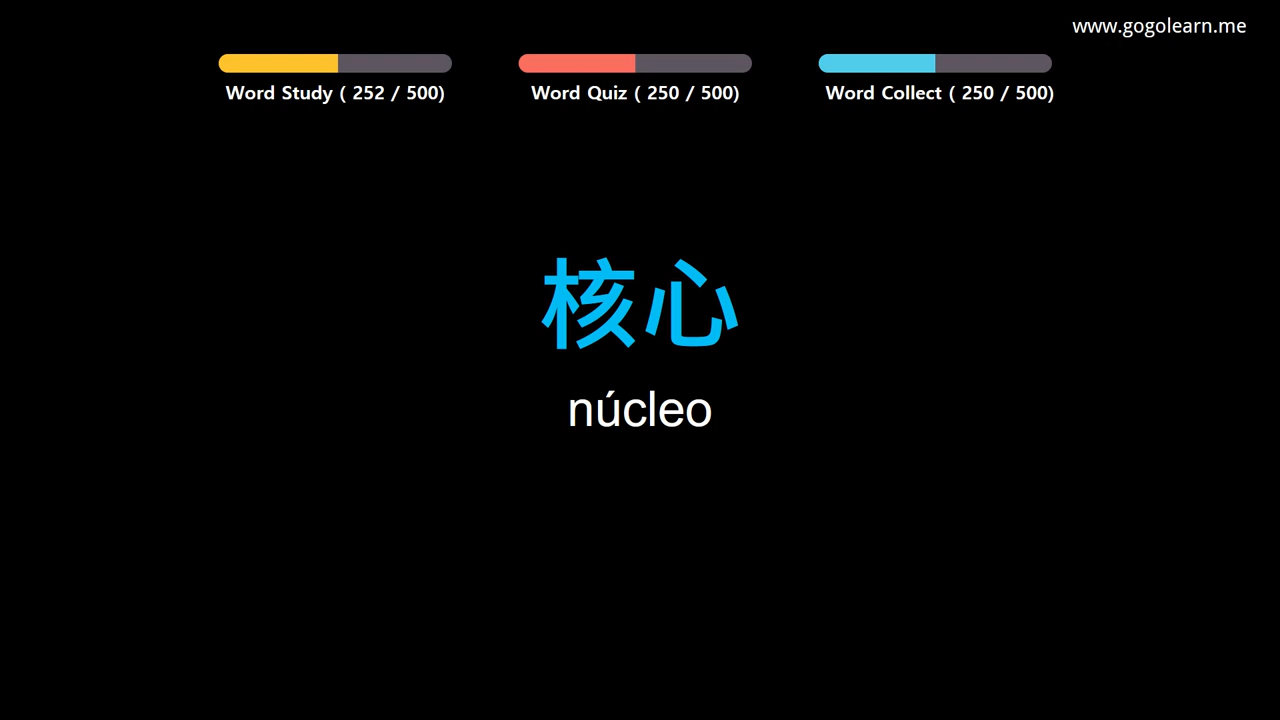 www.gogolearn.me
Word Study ( 252 / 500)
Word Quiz ( 250 / 500)
Word Collect ( 250 / 500)
核心
núcleo